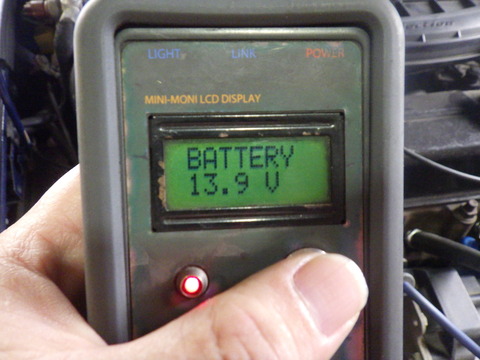 LIGHT LINK POWER
MINI-MONI LCD DISPLAY
BATTERY
13.9 V